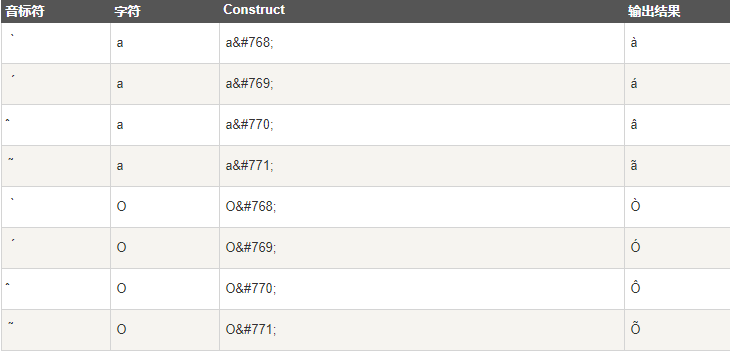 音标符 字符 Construct 输出结果
̀ a a&#768; à
́ a a&#769; á
̂ a a&#770; â
̃ a a&#771; ã
̀ O O&#768; Ò
́ O O&#769; Ó
̂ O O&#770; Ô
̃ O O&#771; Õ